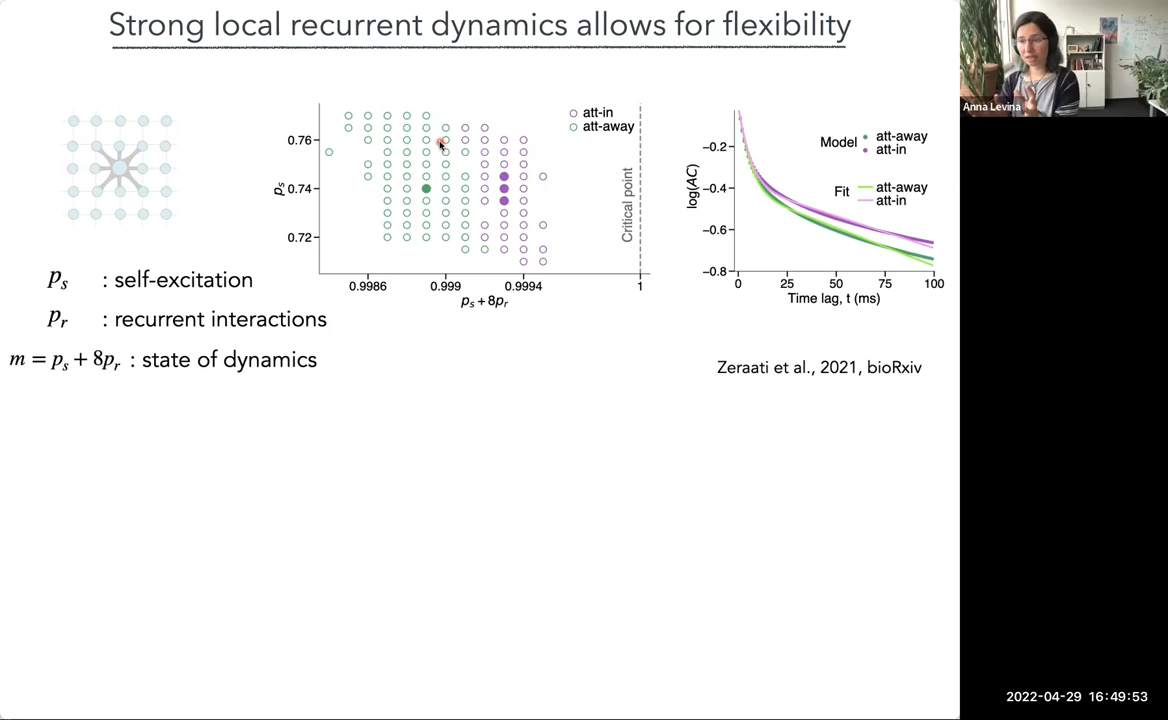 Strong local recurrent dynamics allows for flexibility
Anna Levina
att-in
att-away
0.76
0.74
0.72
p_s
Critical point
0.9986
0.999
0.9994
1
p_s + 8p_r
−0.2
−0.4
−0.6
−0.8
log(AC)
Model
att-away
att-in
Fit
att-away
att-in
0
25
50
75
100
Time lag, t (ms)
p_s : self-excitation
p_r : recurrent interactions
m = p_s + 8p_r : state of dynamics
Zeraati et al., 2021, bioRxiv
2022-04-29 16:49:53